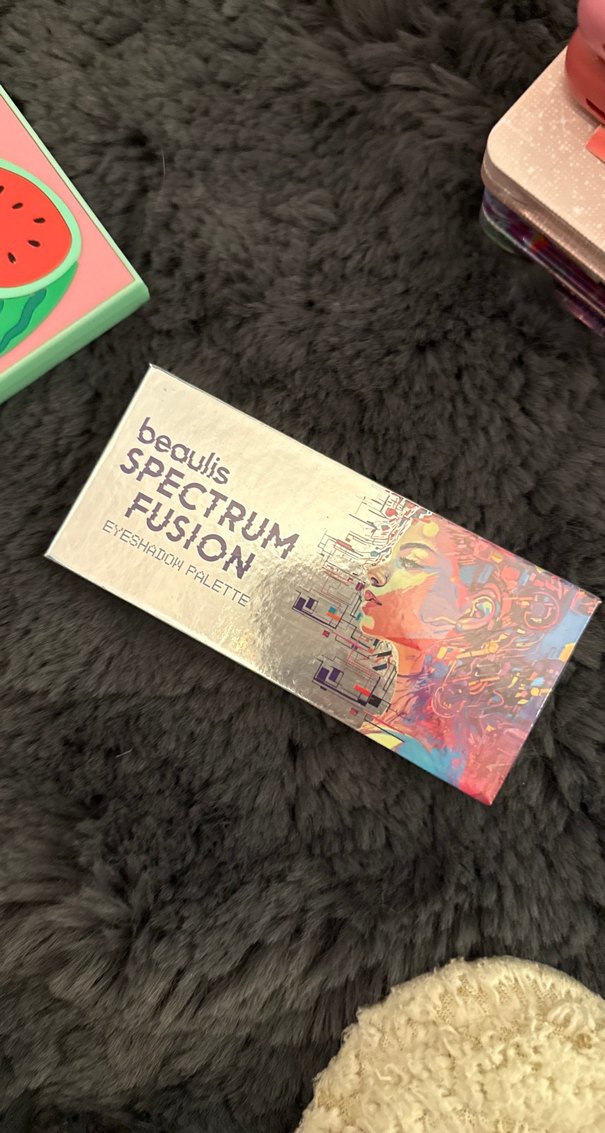 beaulis
SPECTRUM
FUSION
EYESHADOW PALETTE